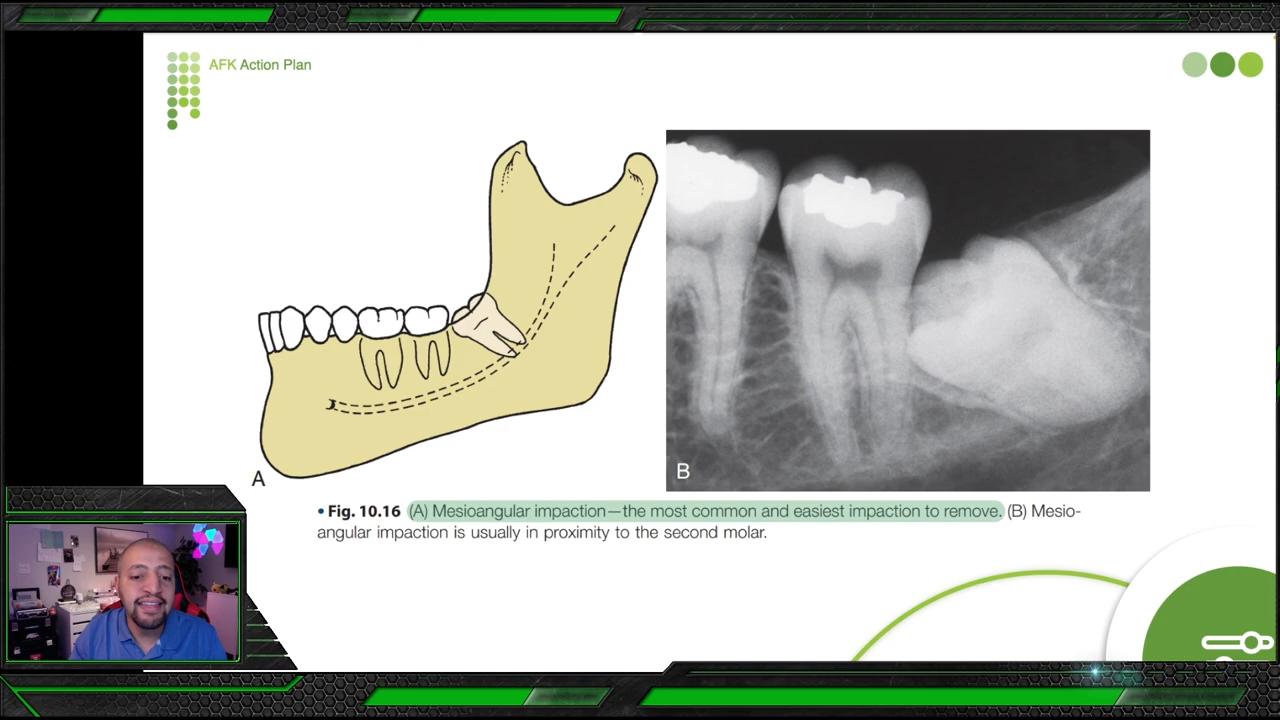 AFK Action Plan
A
B
• Fig. 10.16 (A) Mesioangular impaction—the most common and easiest impaction to remove. (B) Mesio-
angular impaction is usually in proximity to the second molar.